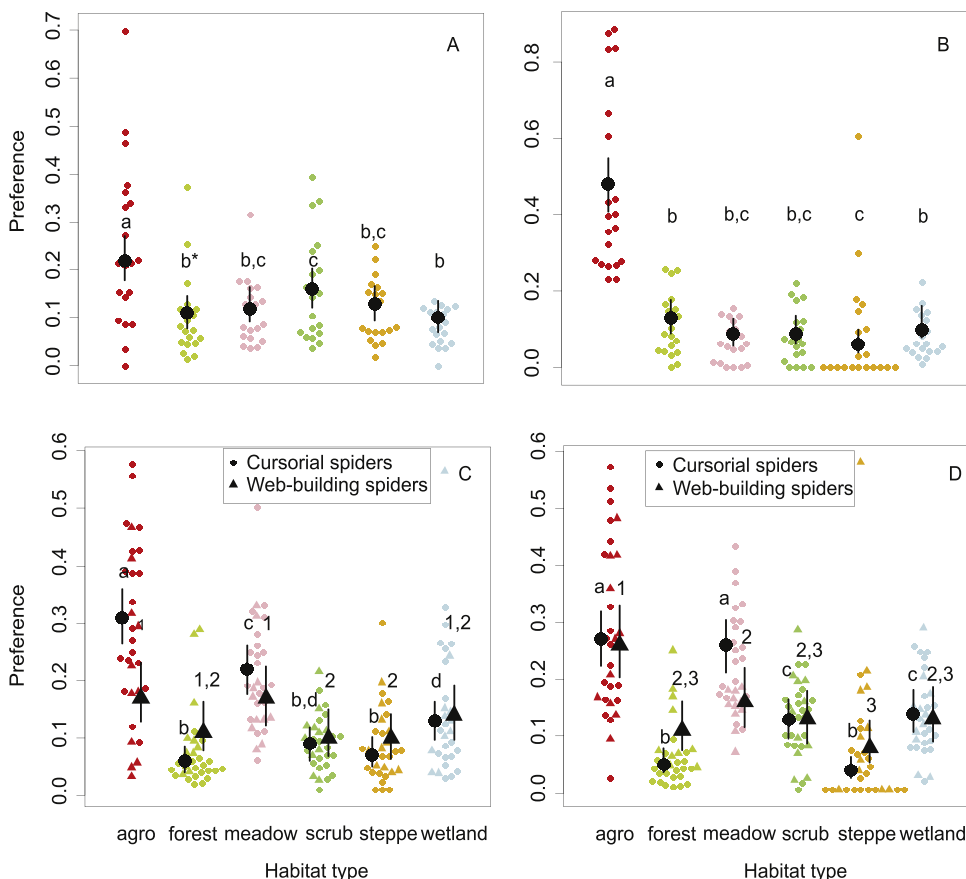 A
Preference
0.7
0.6
0.5
0.4
0.3
0.2
0.1
0.0
a
b*
b,c
c
b,c
b
B
0.8
0.6
0.4
0.2
0.0
a
b
b,c
b,c
c
b
C
Cursorial spiders
Web-building spiders
Preference
0.6
0.5
0.4
0.3
0.2
0.1
0.0
a
1
b
1,2
c
1
b,d
2
b
2
d
1,2
agro forest meadow scrub steppe wetland
Habitat type
D
Cursorial spiders
Web-building spiders
0.6
0.5
0.4
0.3
0.2
0.1
0.0
a
1
b
2,3
a
2
c
2,3
b
3
c
2,3
agro forest meadow scrub steppe wetland
Habitat type